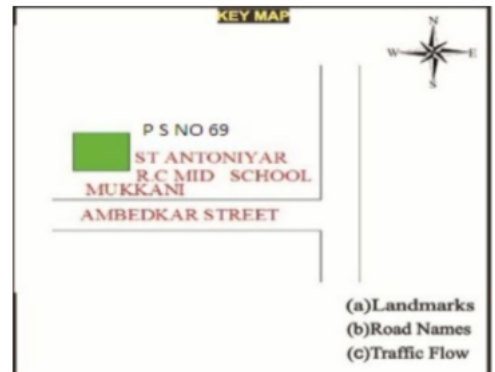 KEY MAP
N
W E
S
P S NO 69
ST ANTONIYAR
R.C MID SCHOOL
MUKKANI
AMBEDKAR STREET
(a)Landmarks
(b)Road Names
(c)Traffic Flow